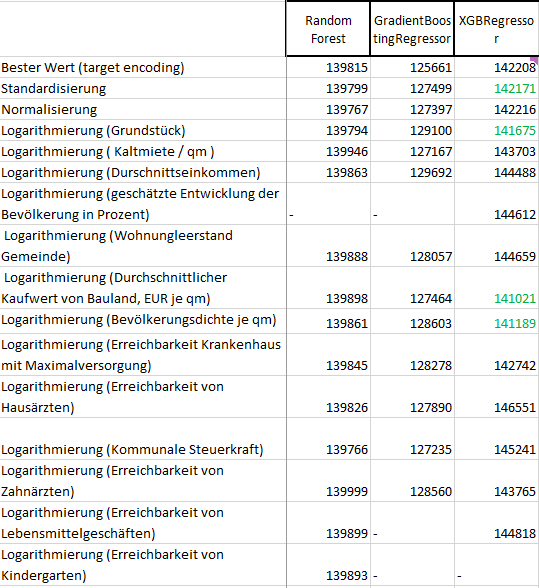 Random GradientBoos XGBRegresso
Forest tingRegressor r
Bester Wert (target encoding) 139815 125661 142208
Standardisierung 139799 127499 142171
Normalisierung 139767 127397 142216
Logarithmierung (Grundstück) 139794 129100 141675
Logarithmierung ( Kaltmiete / qm ) 139946 127167 143703
Logarithmierung (Durschnittseinkommen) 139863 129692 144488
Logarithmierung (geschätzte Entwicklung der
Bevölkerung in Prozent) - - 144612
Logarithmierung (Wohnungleerstand
Gemeinde) 139888 128057 144659
Logarithmierung (Durchschnittlicher
Kaufwert von Bauland, EUR je qm) 139898 127464 141021
Logarithmierung (Bevölkerungsdichte je qm) 139861 128603 141189
Logarithmierung (Erreichbarkeit Krankenhaus
mit Maximalversorgung) 139845 128278 142742
Logarithmierung (Erreichbarkeit von
Hausärzten) 139826 127890 146551
Logarithmierung (Kommunale Steuerkraft) 139766 127235 145241
Logarithmierung (Erreichbarkeit von
Zahnärzten) 139999 128560 143765
Logarithmierung (Erreichbarkeit von
Lebensmittelgeschäften) 139899 - 144818
Logarithmierung (Erreichbarkeit von
Kindergarten) 139893 - -